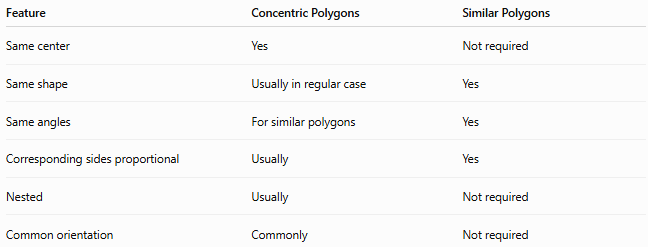 Feature Concentric Polygons Similar Polygons
Same center Yes Not required
Same shape Usually in regular case Yes
Same angles For similar polygons Yes
Corresponding sides proportional Usually Yes
Nested Usually Not required
Common orientation Commonly Not required